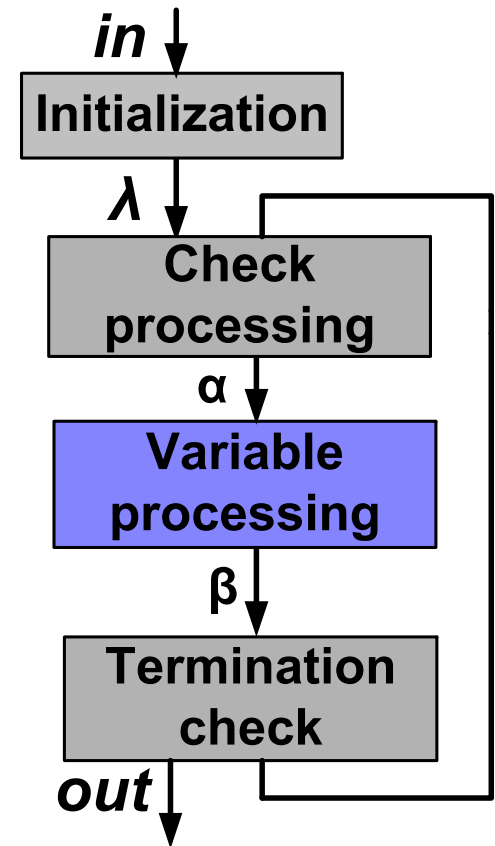 in
Initialization
λ
Check
processing
α
Variable
processing
β
Termination
check
out